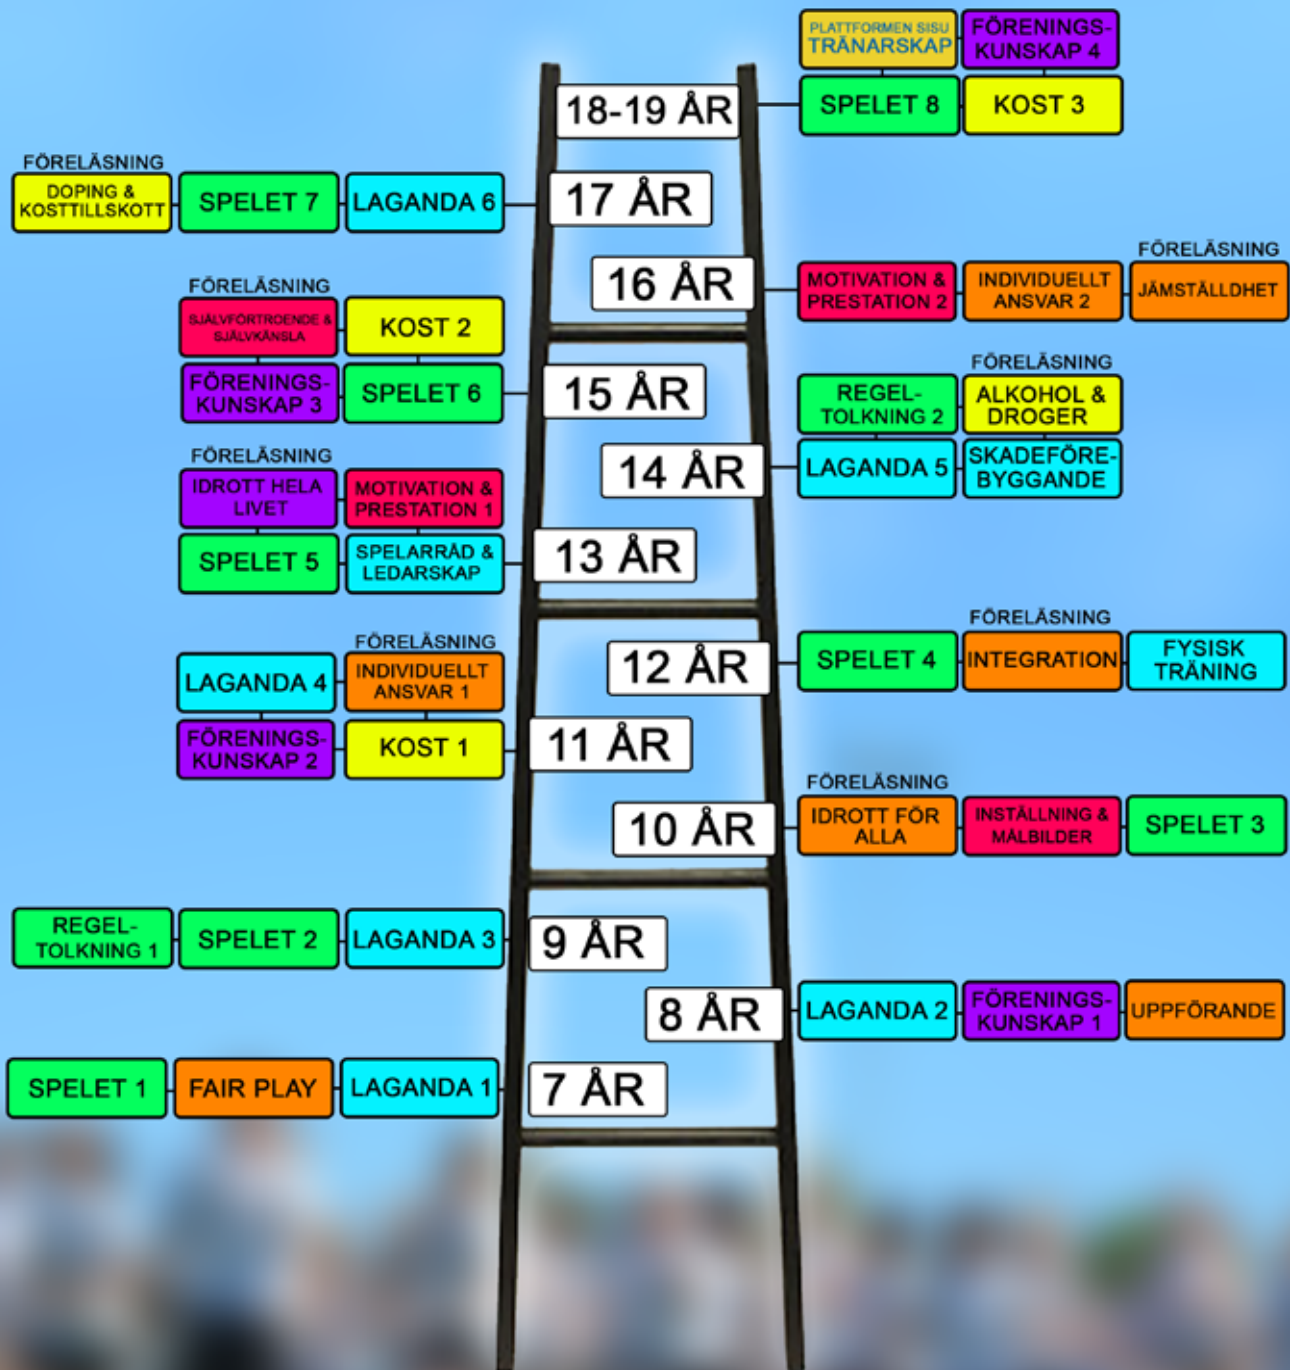 PLATTFORMEN SISU
TRÄNARSKAP
FÖRENINGS-
KUNSKAP 4
18-19 ÅR
SPELET 8
KOST 3
FÖRELÄSNING
DOPING &
KOSTTILLSKOTT
SPELET 7
LAGANDA 6
17 ÅR
16 ÅR
MOTIVATION &
PRESTATION 2
INDIVIDUELLT
ANSVAR 2
FÖRELÄSNING
JÄMSTÄLLDHET
FÖRELÄSNING
SJÄLVFÖRTROENDE &
SJÄLVKÄNSLA
KOST 2
FÖRENINGS-
KUNSKAP 3
SPELET 6
15 ÅR
REGEL-
TOLKNING 2
FÖRELÄSNING
ALKOHOL &
DROGER
14 ÅR
LAGANDA 5
SKADEFÖRE-
BYGGANDE
FÖRELÄSNING
IDROTT HELA
LIVET
MOTIVATION &
PRESTATION 1
SPELET 5
SPELARRÅD &
LEDARSKAP
13 ÅR
12 ÅR
SPELET 4
FÖRELÄSNING
INTEGRATION
FYSISK
TRÄNING
LAGANDA 4
FÖRELÄSNING
INDIVIDUELLT
ANSVAR 1
FÖRENINGS-
KUNSKAP 2
KOST 1
11 ÅR
10 ÅR
FÖRELÄSNING
IDROTT FÖR
ALLA
INSTÄLLNING &
MÅLBILDER
SPELET 3
REGEL-
TOLKNING 1
SPELET 2
LAGANDA 3
9 ÅR
8 ÅR
LAGANDA 2
FÖRENINGS-
KUNSKAP 1
UPPFÖRANDE
SPELET 1
FAIR PLAY
LAGANDA 1
7 ÅR